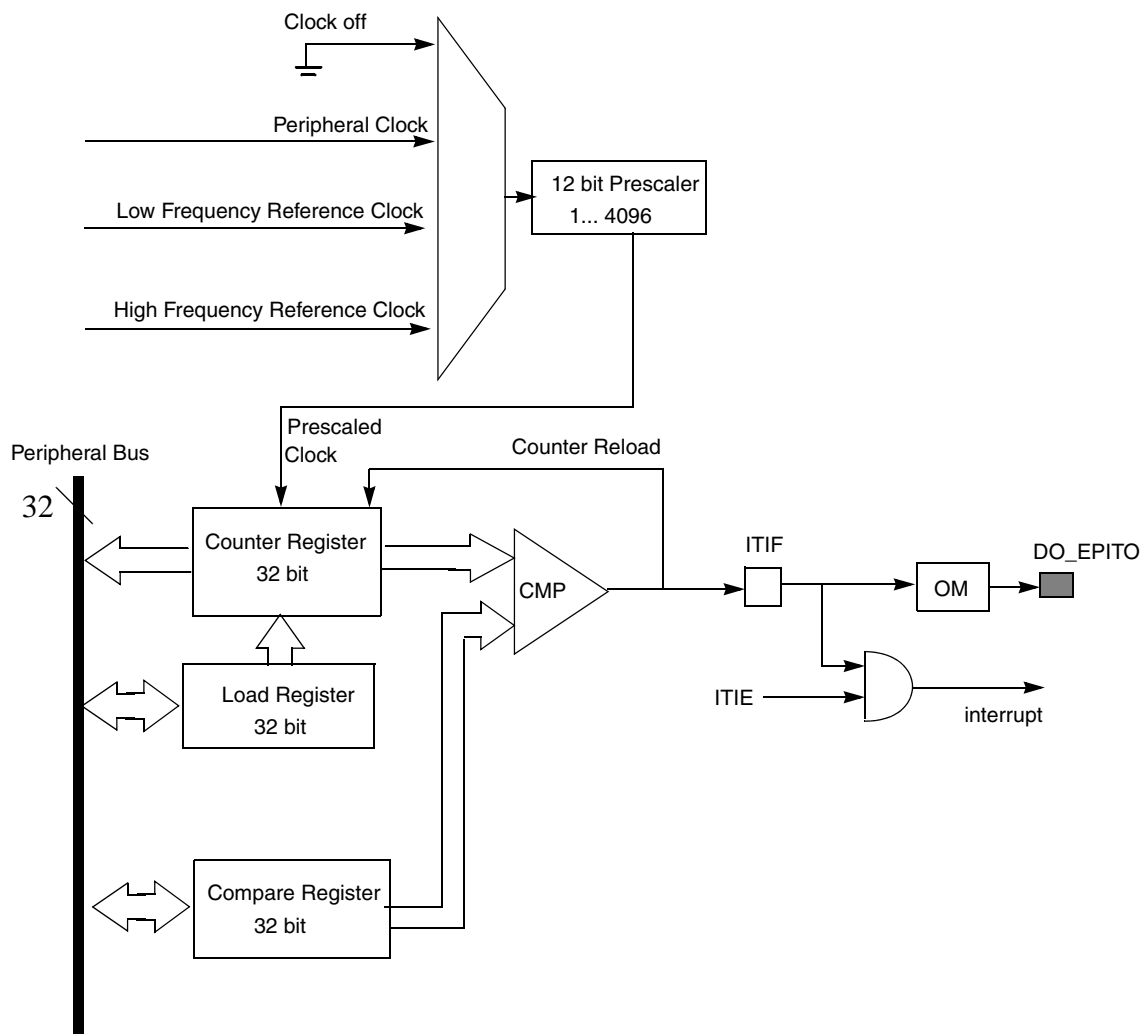 Clock off
Peripheral Clock
12 bit Prescaler
1... 4096
Low Frequency Reference Clock
High Frequency Reference Clock
Prescaled
Clock
Counter Reload
Peripheral Bus
32
Counter Register
32 bit
CMP
ITIF
DO_EPITO
OM
Load Register
32 bit
ITIE
interrupt
Compare Register
32 bit